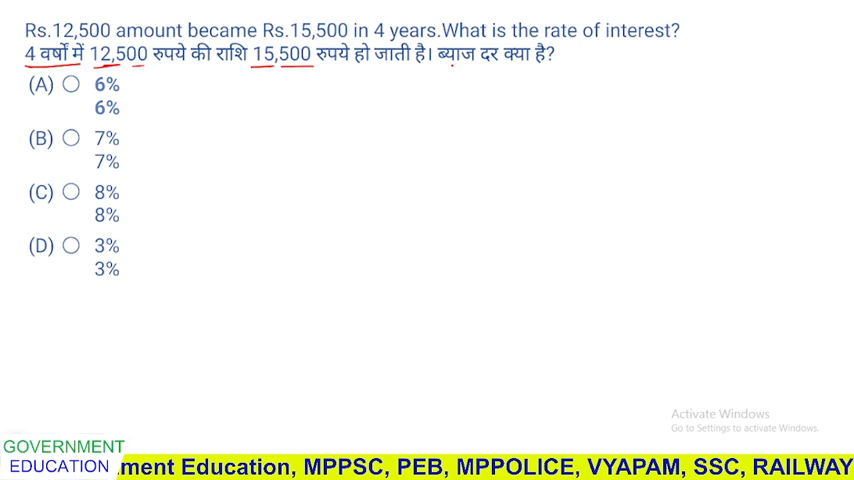 Rs.12,500 amount became Rs.15,500 in 4 years.What is the rate of interest?
4 वर्षों में 12,500 रुपये की राशि 15,500 रुपये हो जाती है। ब्याज दर क्या है?
(A) 6%
6%
(B) 7%
7%
(C) 8%
8%
(D) 3%
3%
Activate Windows
Go to Settings to activate Windows.
GOVERNMENT
EDUCATION
ment Education, MPPSC, PEB, MPPOLICE, VYAPAM, SSC, RAILWAY